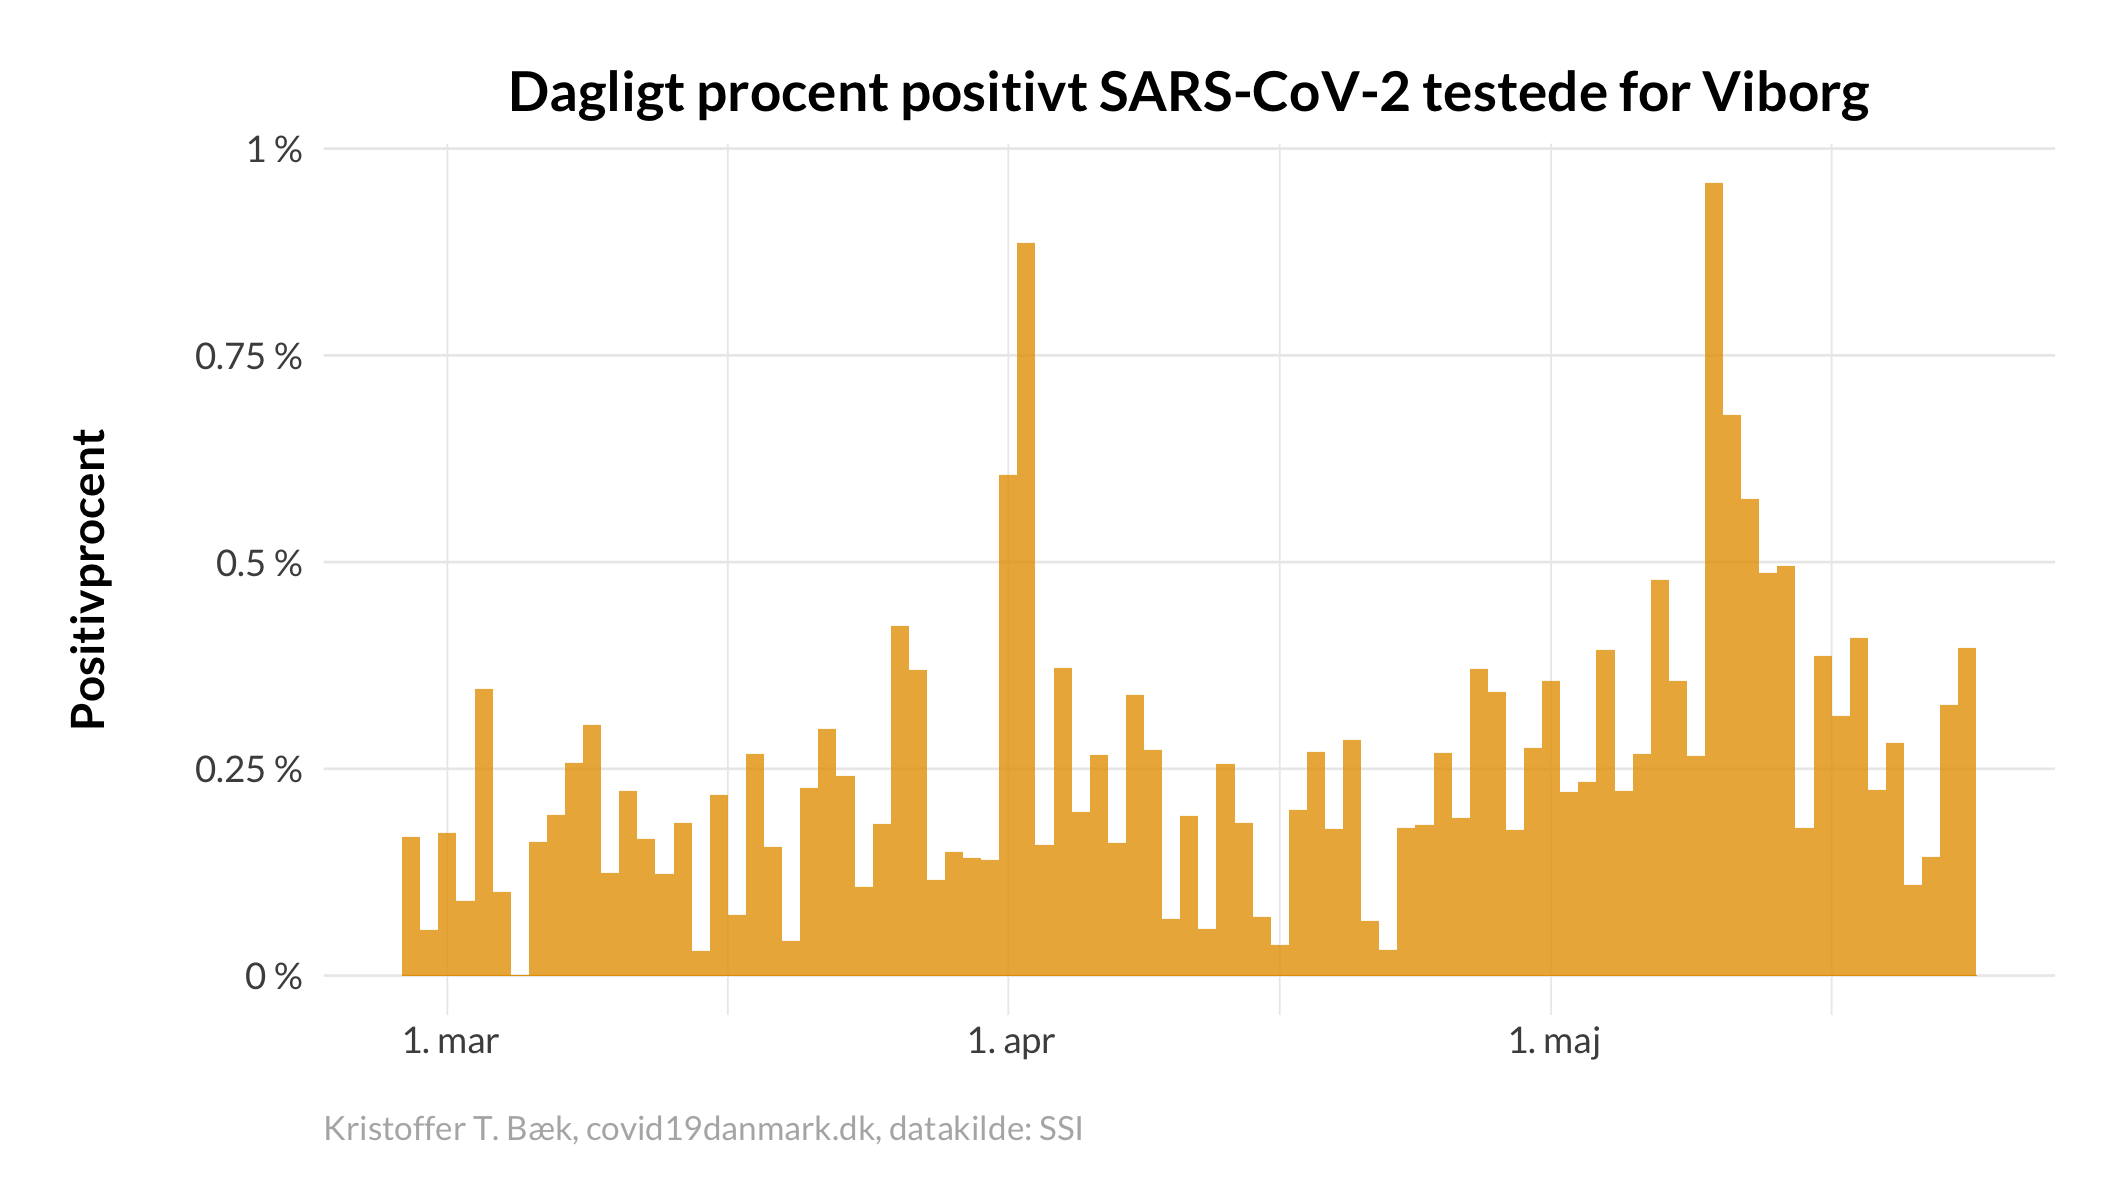 Dagligt procent positivt SARS-CoV-2 testede for Viborg
1 %
0.75 %
0.5 %
0.25 %
0 %
Positivprocent
1. mar
1. apr
1. maj
Kristoffer T. Bæk, covid19danmark.dk, datakilde: SSI